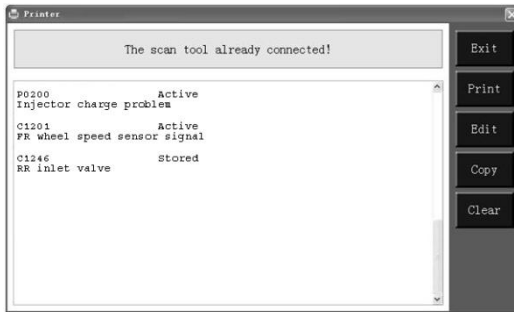 Printer
The scan tool already connected!
P0200 Active
Injector charge problem
C1201 Active
FR wheel speed sensor signal
C1246 Stored
RR inlet valve
Exit
Print
Edit
Copy
Clear